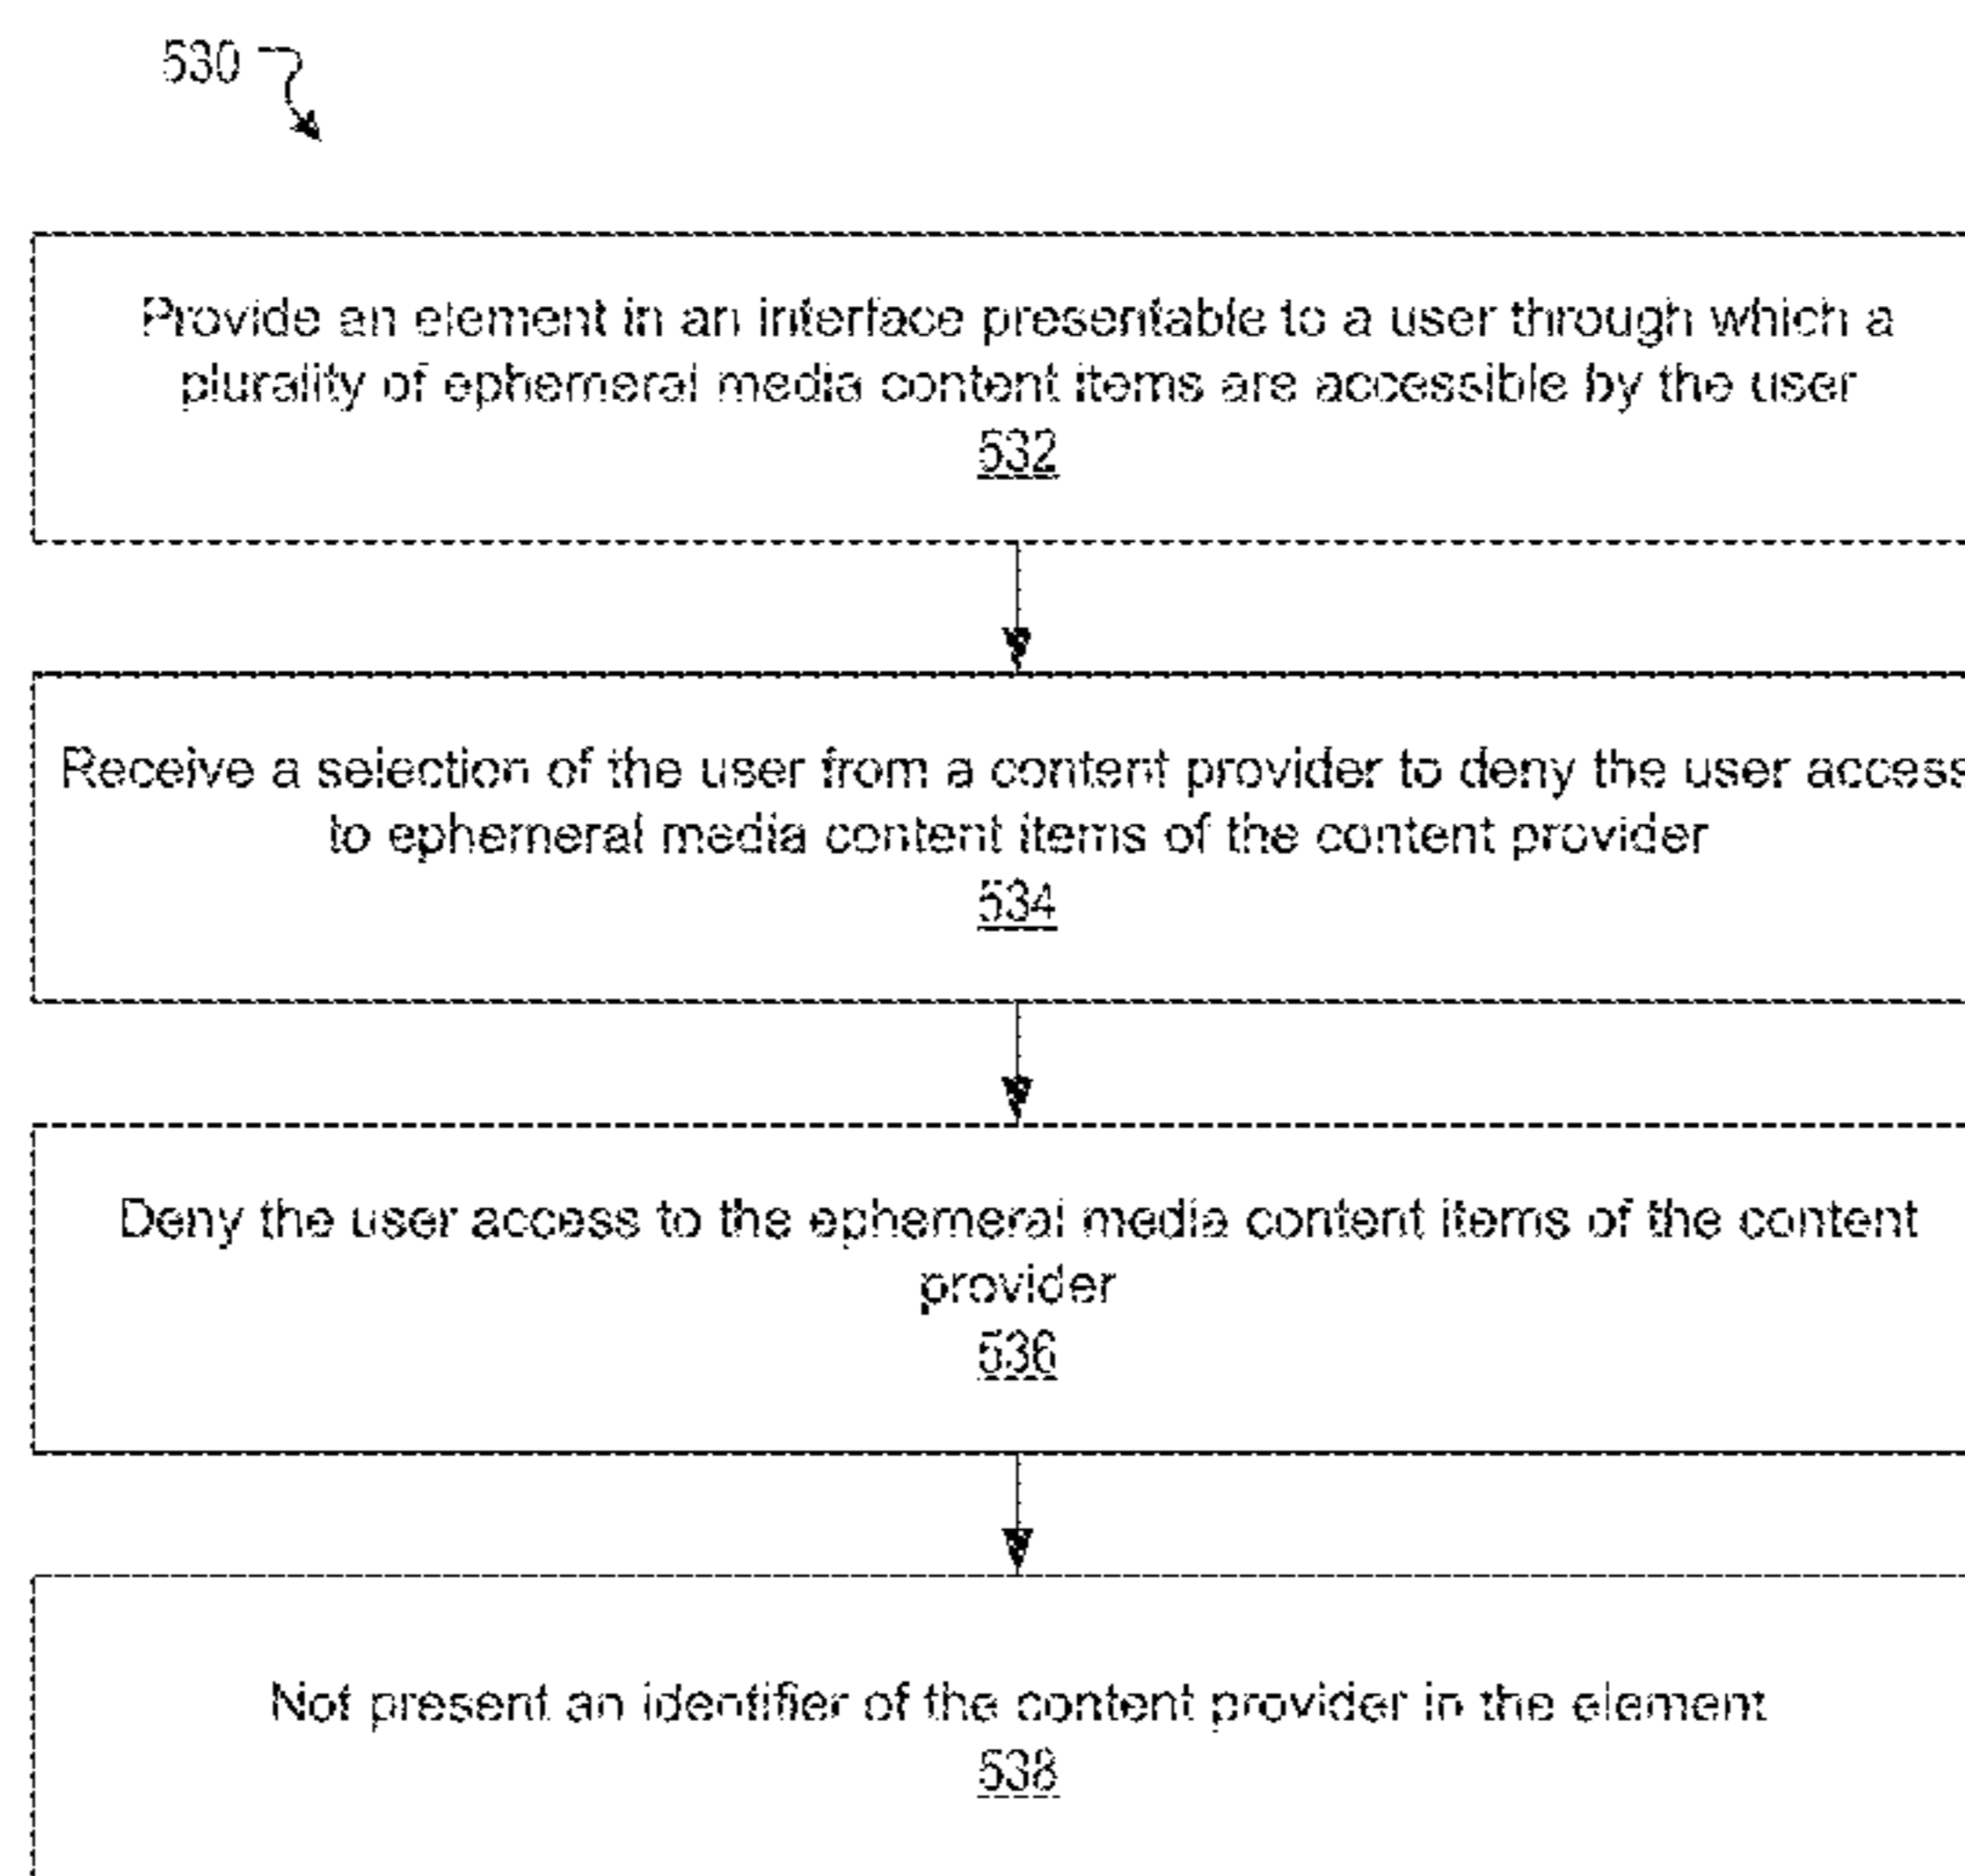 530
Provide an element in an interface presentable to a user through which a
plurality of ephemeral media content items are accessible by the user
532
Receive a selection of the user from a content provider to deny the user access
to ephemeral media content items of the content provider
534
Deny the user access to the ephemeral media content items of the content
provider
536
Not present an identifier of the content provider in the element
538